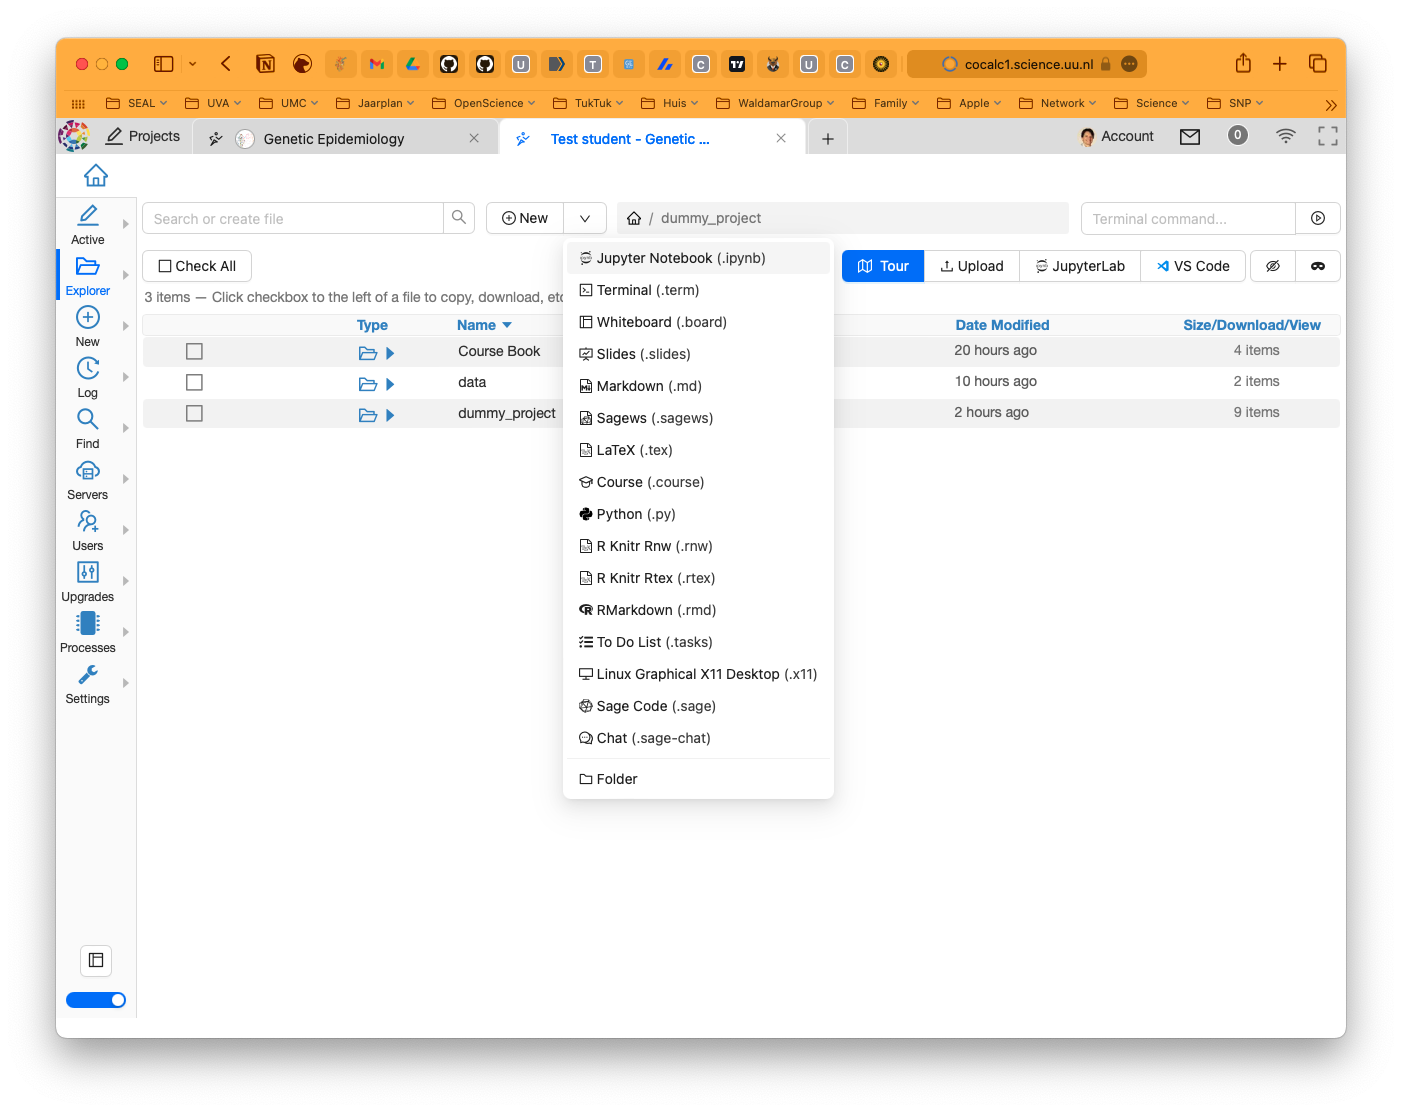 U
T
C
17
U
C
cocalc1.science.uu.nl
SEAL
UVA
UMC
Jaarplan
OpenScience
TukTuk
Huis
WaldamarGroup
Family
Apple
Network
Science
SNP
Projects
Genetic Epidemiology
Test student - Genetic ...
Account
0
Active
Explorer
New
Log
Find
Servers
Users
Upgrades
Processes
Settings
Search or create file
New
/ dummy_project
Terminal command...
Check All
Tour
Upload
JupyterLab
VS Code
3 items — Click checkbox to the left of a file to copy, download, etc
Type Name Date Modified Size/Download/View
Course Book 20 hours ago 4 items
data 10 hours ago 2 items
dummy_project 2 hours ago 9 items
Jupyter Notebook (.ipynb)
Terminal (.term)
Whiteboard (.board)
Slides (.slides)
Markdown (.md)
Sagews (.sagews)
LaTeX (.tex)
Course (.course)
Python (.py)
R Knitr Rnw (.rnw)
R Knitr Rtex (.rtex)
RMarkdown (.rmd)
To Do List (.tasks)
Linux Graphical X11 Desktop (.x11)
Sage Code (.sage)
Chat (.sage-chat)
Folder